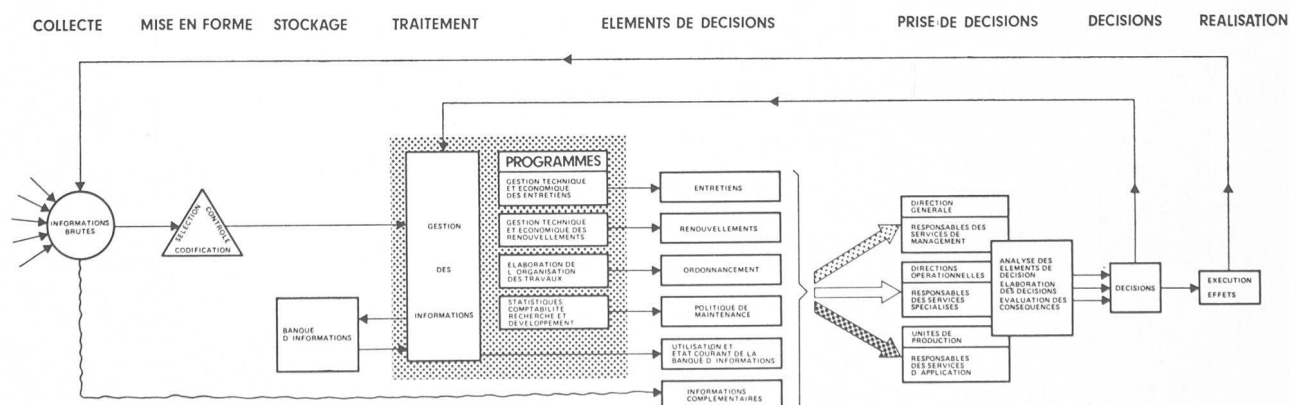 COLLECTE MISE EN FORME STOCKAGE TRAITEMENT ELEMENTS DE DECISIONS PRISE DE DECISIONS DECISIONS REALISATION
INFORMATIONS
BRUTES
SELECTION
CONTROLE
CODIFICATION
BANQUE
D'INFORMATIONS
GESTION
DES
INFORMATIONS
PROGRAMMES
GESTION TECHNIQUE
ET ECONOMIQUE
DES ENTRETIENS
GESTION TECHNIQUE
ET ECONOMIQUE DES
RENOUVELLEMENTS
ELABORATION DE
L'ORGANISATION
DES TRAVAUX
STATISTIQUES
COMPTABILITE
RECHERCHE ET
DEVELOPPEMENT
ENTRETIENS
RENOUVELLEMENTS
ORDONNANCEMENT
POLITIQUE DE
MAINTENANCE
UTILISATION ET
ETAT COURANT DE LA
BANQUE D'INFORMATIONS
INFORMATIONS
COMPLEMENTAIRES
DIRECTION
GENERALE
RESPONSABLES DES
SERVICES DE
MANAGEMENT
DIRECTIONS
OPERATIONNELLES
RESPONSABLES
DES SERVICES
SPECIALISES
UNITES DE
PRODUCTION
RESPONSABLES
DES SERVICES
D'APPLICATION
ANALYSE DES
ELEMENTS DE
DECISION
ELABORATION
DES DECISIONS
EVALUATION DES
CONSEQUENCES
DECISIONS
EXECUTION
EFFETS